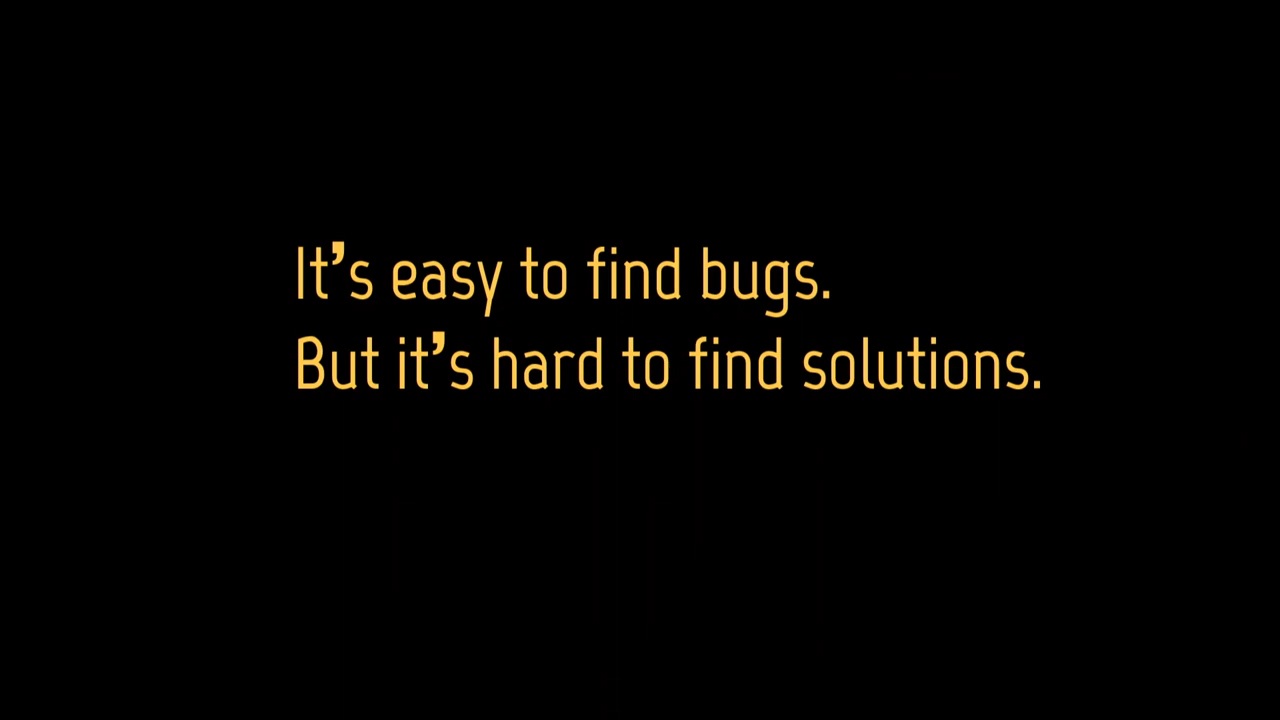 It’s easy to find bugs.
But it’s hard to find solutions.